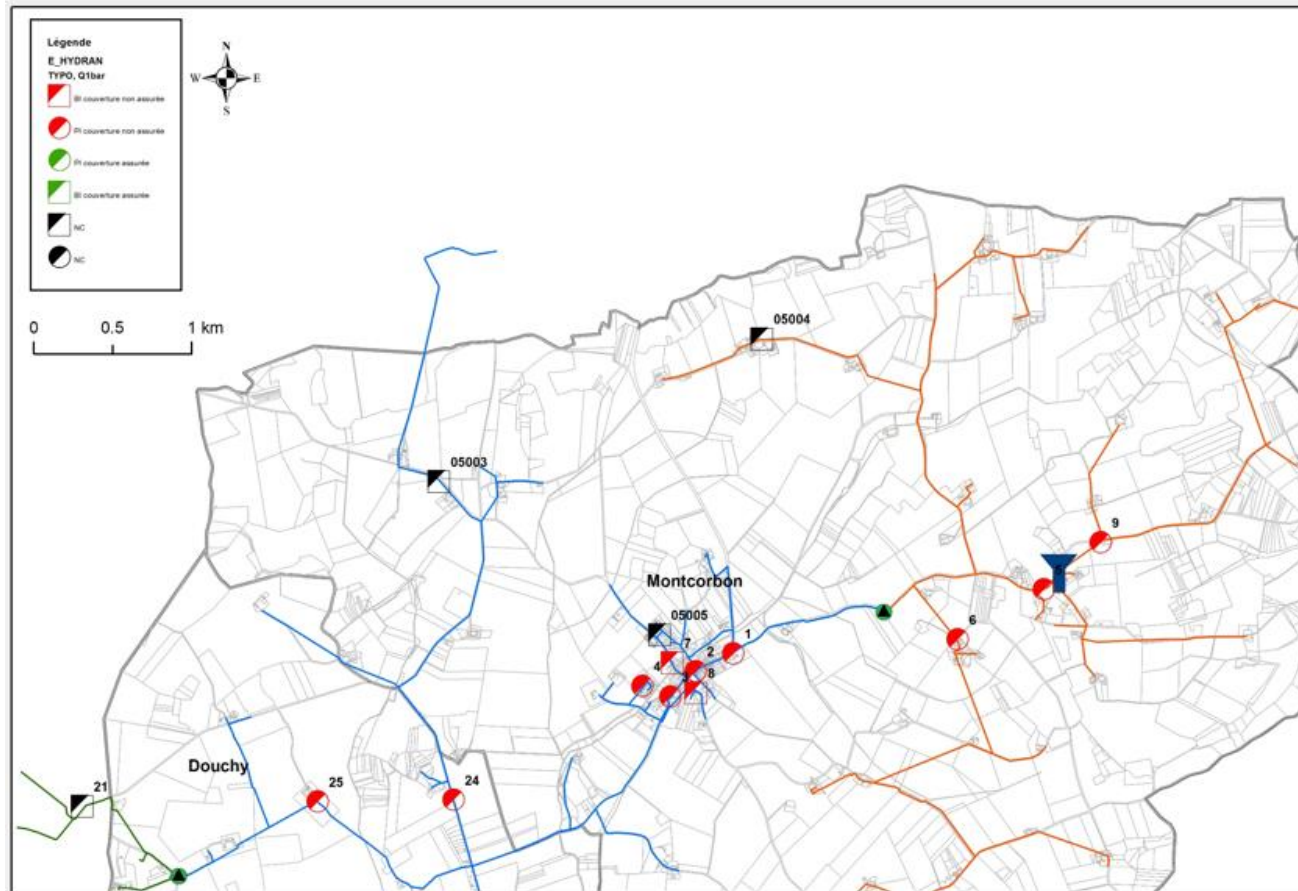 Légende
E_HYDRAN
TYPO, Q1bar
BI couverture non assurée
PI couverture non assurée
PI couverture assurée
BI couverture assurée
NC
NC
N
W E
S
0 0.5 1 km
05004
05003
9
5
Montcorbon
05005
6
1
7
2
4
3
8
Douchy
25
24
21